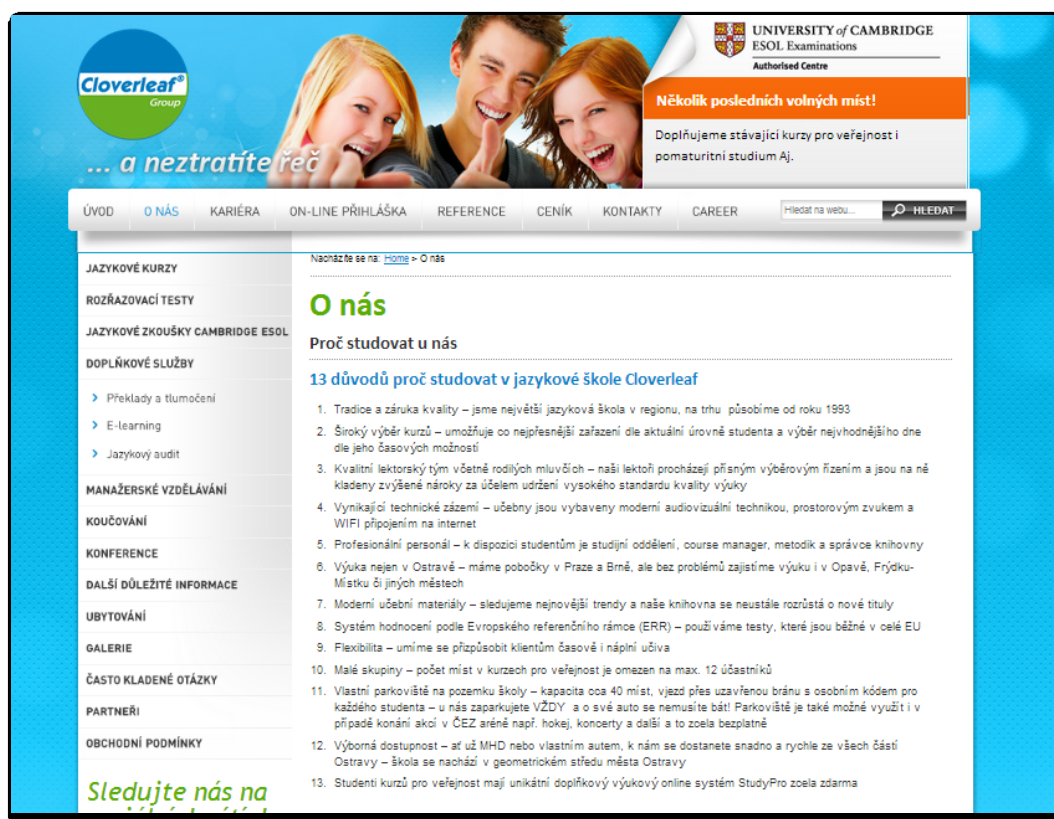 Cloverleaf®
Group
... a neztratíte řeč
UNIVERSITY of CAMBRIDGE
ESOL Examinations
Authorised Centre
Několik posledních volných míst!
Doplňujeme stávající kurzy pro veřejnost i
pomaturitní studium Aj.
ÚVOD O NÁS KARIÉRA ON-LINE PŘIHLÁŠKA REFERENCE CENÍK KONTAKTY CAREER Hledat na webu... HLEDAT
JAZYKOVÉ KURZY
ROZŘAZOVACÍ TESTY
JAZYKOVÉ ZKOUŠKY CAMBRIDGE ESOL
DOPLŇKOVÉ SLUŽBY
Překlady a tlumočení
E-learning
Jazykový audit
MANAŽERSKÉ VZDĚLÁVÁNÍ
KOUČOVÁNÍ
KONFERENCE
DALŠÍ DŮLEŽITÉ INFORMACE
UBYTOVÁNÍ
GALERIE
ČASTO KLADENÉ OTÁZKY
PARTNEŘI
OBCHODNÍ PODMÍNKY
Sledujte nás na
Nacházíte se na: Home > O nás
O nás
Proč studovat u nás
13 důvodů proč studovat v jazykové škole Cloverleaf
1. Tradice a záruka kvality – jsme největší jazyková škola v regionu, na trhu působíme od roku 1993
2. Široký výběr kurzů – umožňuje co nejpřesnější zařazení dle aktuální úrovně studenta a výběr nejvhodnějšího dne
dle jeho časových možností
3. Kvalitní lektorský tým včetně rodilých mluvčích – naši lektoři procházejí přísným výběrovým řízením a jsou na ně
kladeny zvýšené nároky za účelem udržení vysokého standardu kvality výuky
4. Vynikající technické zázemí – učebny jsou vybaveny moderní audiovizuální technikou, prostorovým zvukem a
WIFI připojením na internet
5. Profesionální personál – k dispozici studentům je studijní oddělení, course manager, metodik a správce knihovny
6. Výuka nejen v Ostravě – máme pobočky v Praze a Brně, ale bez problémů zajistíme výuku i v Opavě, Frýdku-
Místku či jiných městech
7. Moderní učební materiály – sledujeme nejnovější trendy a naše knihovna se neustále rozrůstá o nové tituly
8. Systém hodnocení podle Evropského referenčního rámce (ERR) – používáme testy, které jsou běžné v celé EU
9. Flexibilita – umíme se přizpůsobit klientům časově i náplní učiva
10. Malé skupiny – počet míst v kurzech pro veřejnost je omezen na max. 12 účastníků
11. Vlastní parkoviště na pozemku školy – kapacita cca 40 míst, vjezd přes uzavřenou bránu s osobním kódem pro
každého studenta – u nás zaparkujete VŽDY a o své auto se nemusíte bát! Parkoviště je také možné využít i v
případě konání akcí v ČEZ aréně např. hokej, koncerty a další a to zcela bezplatně
12. Výborná dostupnost – ať už MHD nebo vlastním autem, k nám se dostanete snadno a rychle ze všech částí
Ostravy – škola se nachází v geometrickém středu města Ostravy
13. Studenti kurzů pro veřejnost mají unikátní doplňkový výukový online systém StudyPro zcela zdarma